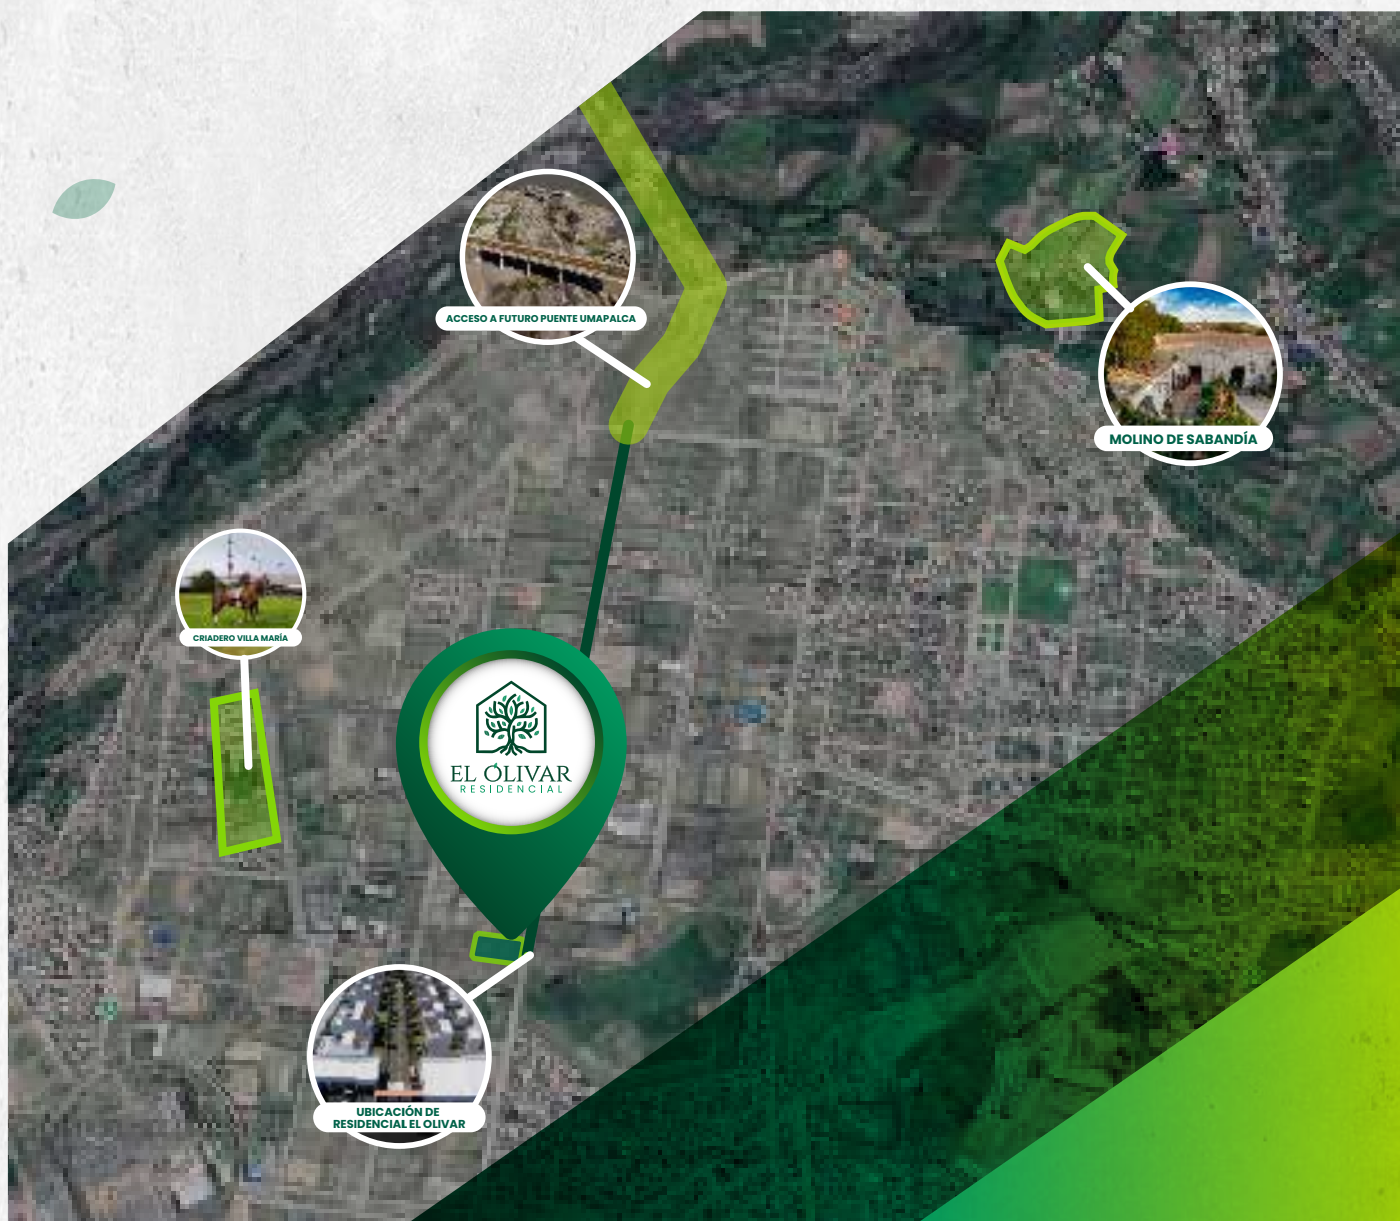 ACCESO A FUTURO PUENTE UMAPALCA
MOLINO DE SABANDÍA
CRIADERO VILLA MARÍA
EL OLIVAR
RESIDENCIAL
UBICACIÓN DE
RESIDENCIAL EL OLIVAR